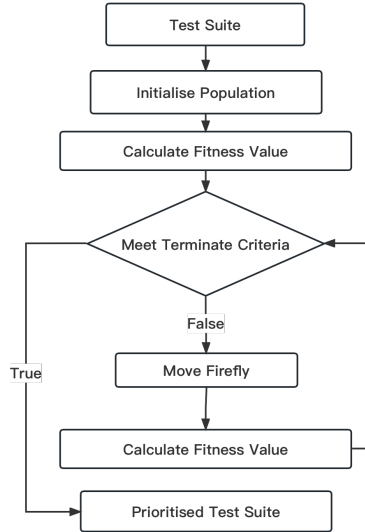 Test Suite
Initialise Population
Calculate Fitness Value
Meet Terminate Criteria
False
True
Move Firefly
Calculate Fitness Value
Prioritised Test Suite